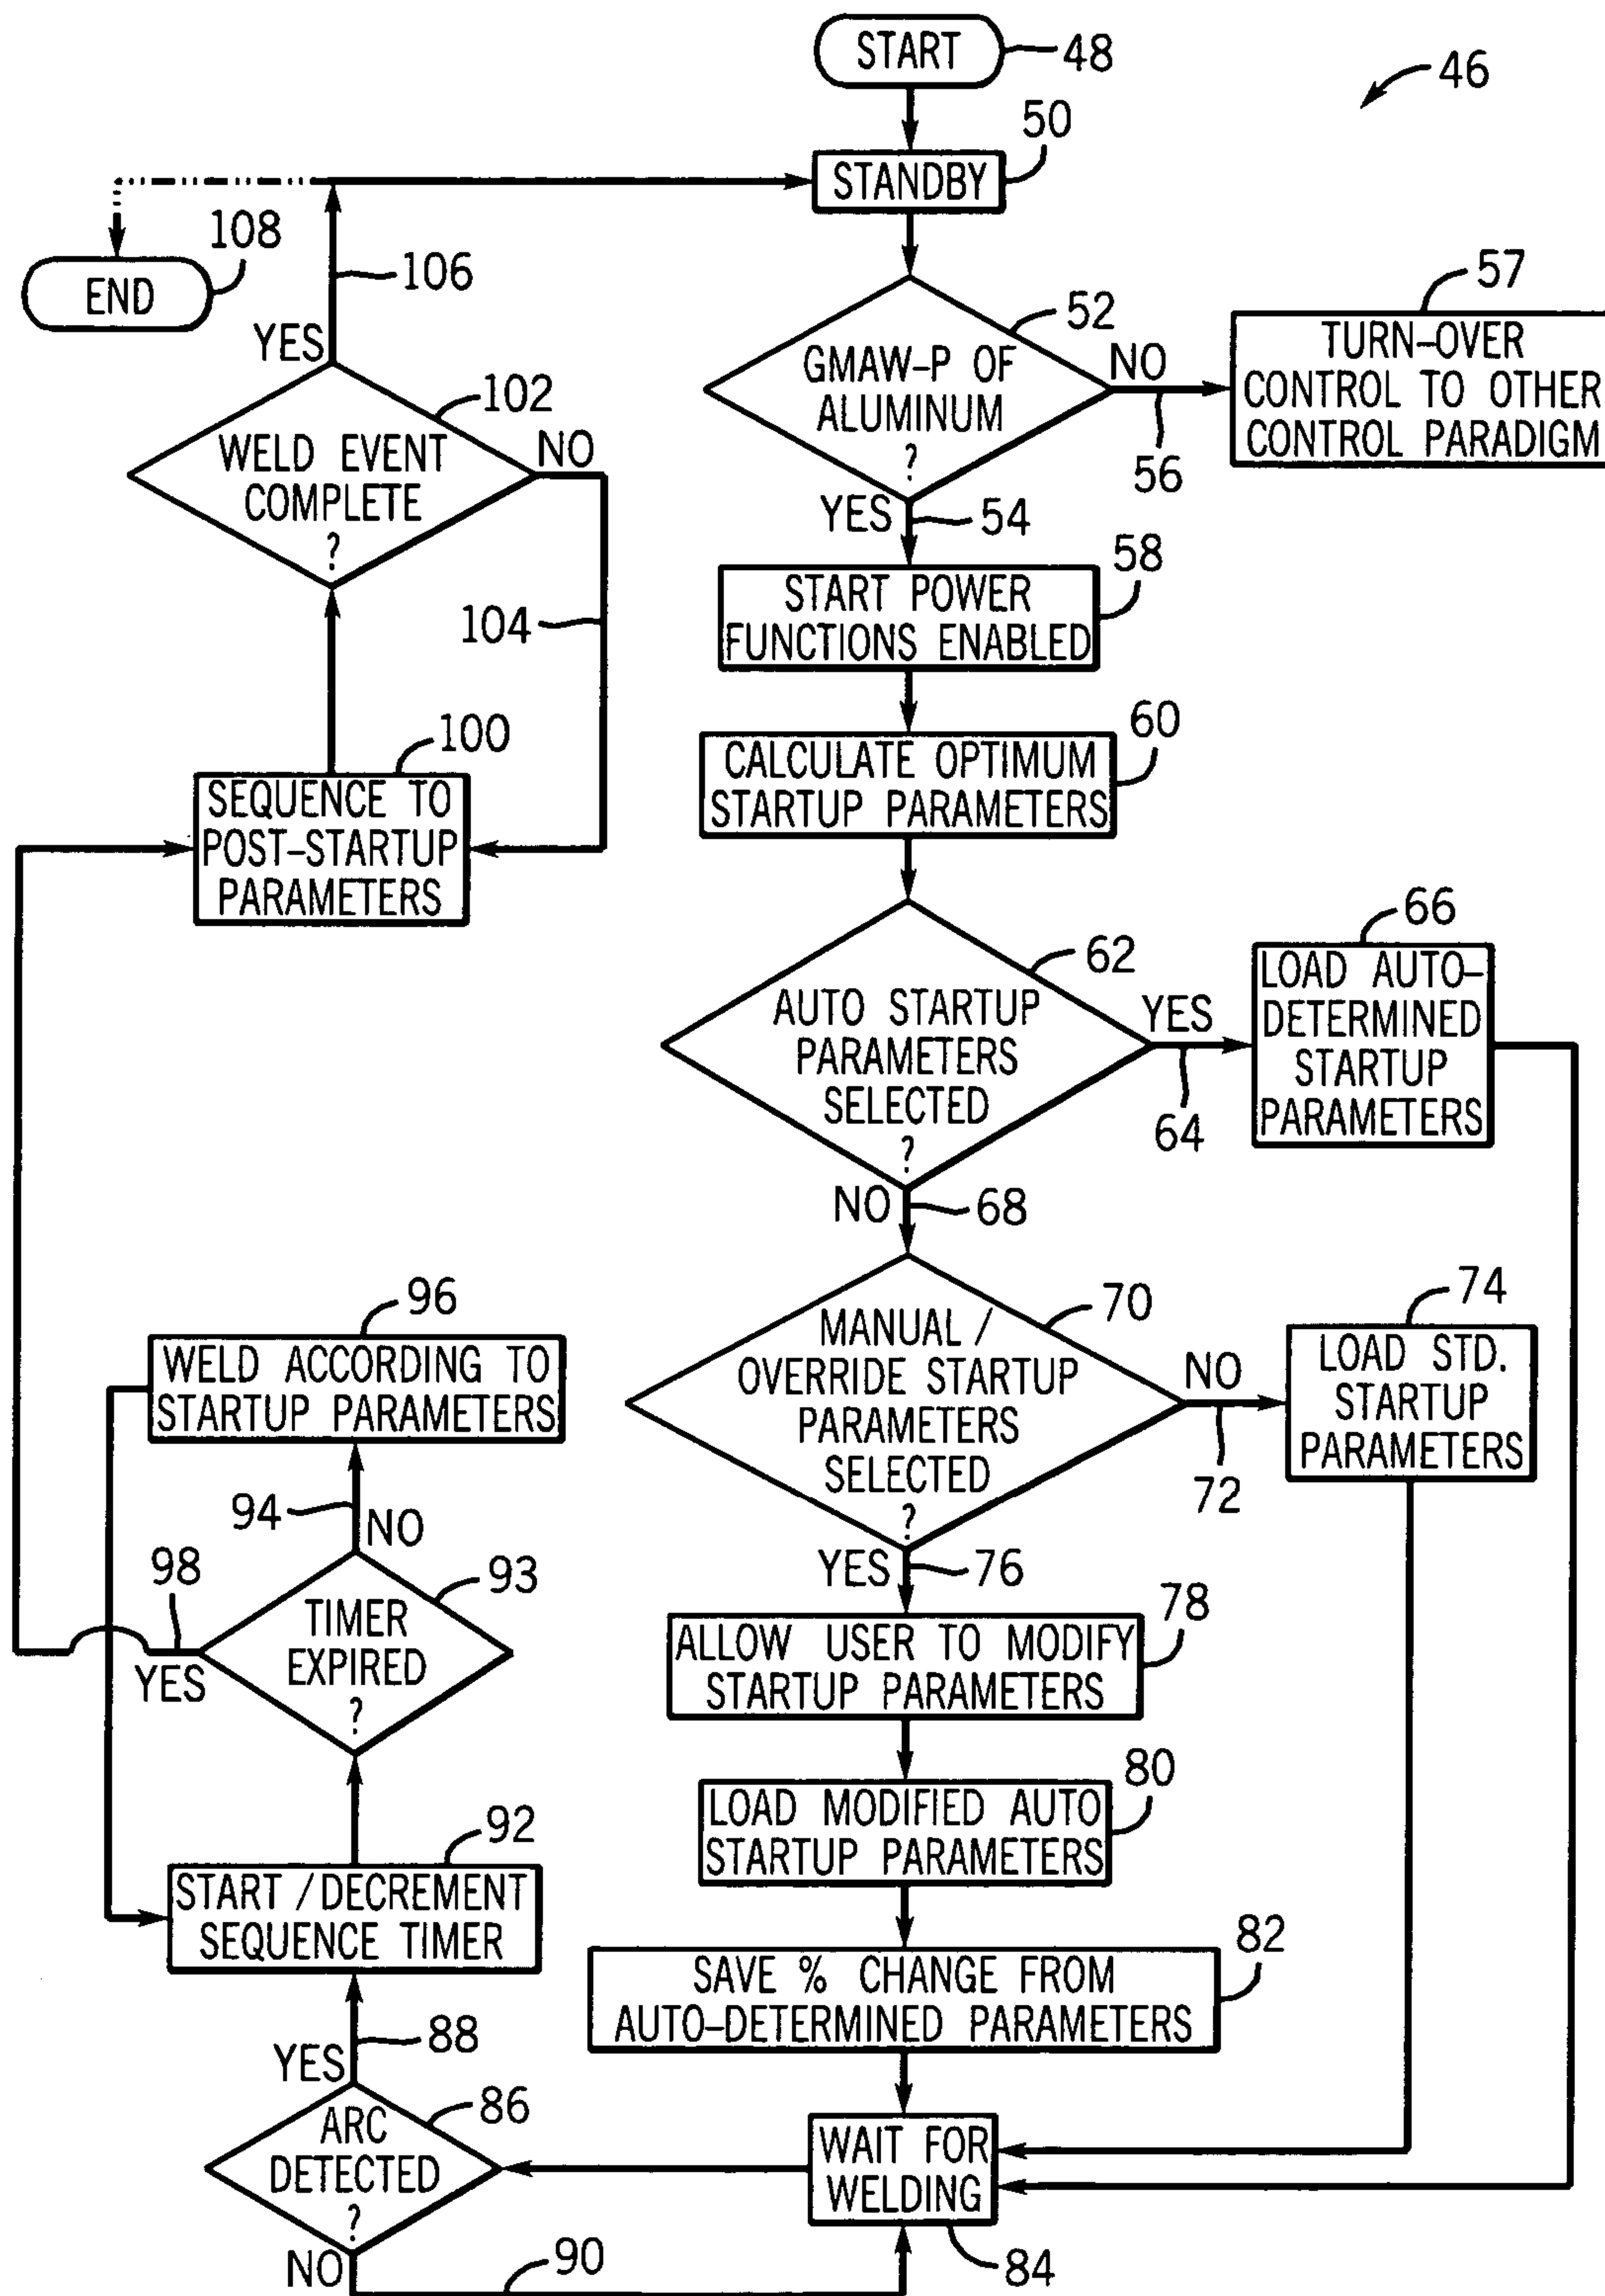 START
48
46
50
STANDBY
108
END
106
YES
52
GMAW-P OF
ALUMINUM
?
NO
56
57
TURN-OVER
CONTROL TO OTHER
CONTROL PARADIGM
102
WELD EVENT
COMPLETE
?
NO
104
YES
54
58
START POWER
FUNCTIONS ENABLED
60
CALCULATE OPTIMUM
STARTUP PARAMETERS
100
SEQUENCE TO
POST-STARTUP
PARAMETERS
62
AUTO STARTUP
PARAMETERS
SELECTED
?
YES
64
66
LOAD AUTO-
DETERMINED
STARTUP
PARAMETERS
NO
68
70
MANUAL /
OVERRIDE STARTUP
PARAMETERS
SELECTED
?
NO
72
74
LOAD STD.
STARTUP
PARAMETERS
96
WELD ACCORDING TO
STARTUP PARAMETERS
94
NO
98
YES
93
TIMER
EXPIRED
?
YES
76
78
ALLOW USER TO MODIFY
STARTUP PARAMETERS
80
LOAD MODIFIED AUTO
STARTUP PARAMETERS
92
START / DECREMENT
SEQUENCE TIMER
82
SAVE % CHANGE FROM
AUTO-DETERMINED PARAMETERS
88
YES
86
ARC
DETECTED
?
NO
90
WAIT FOR
WELDING
84